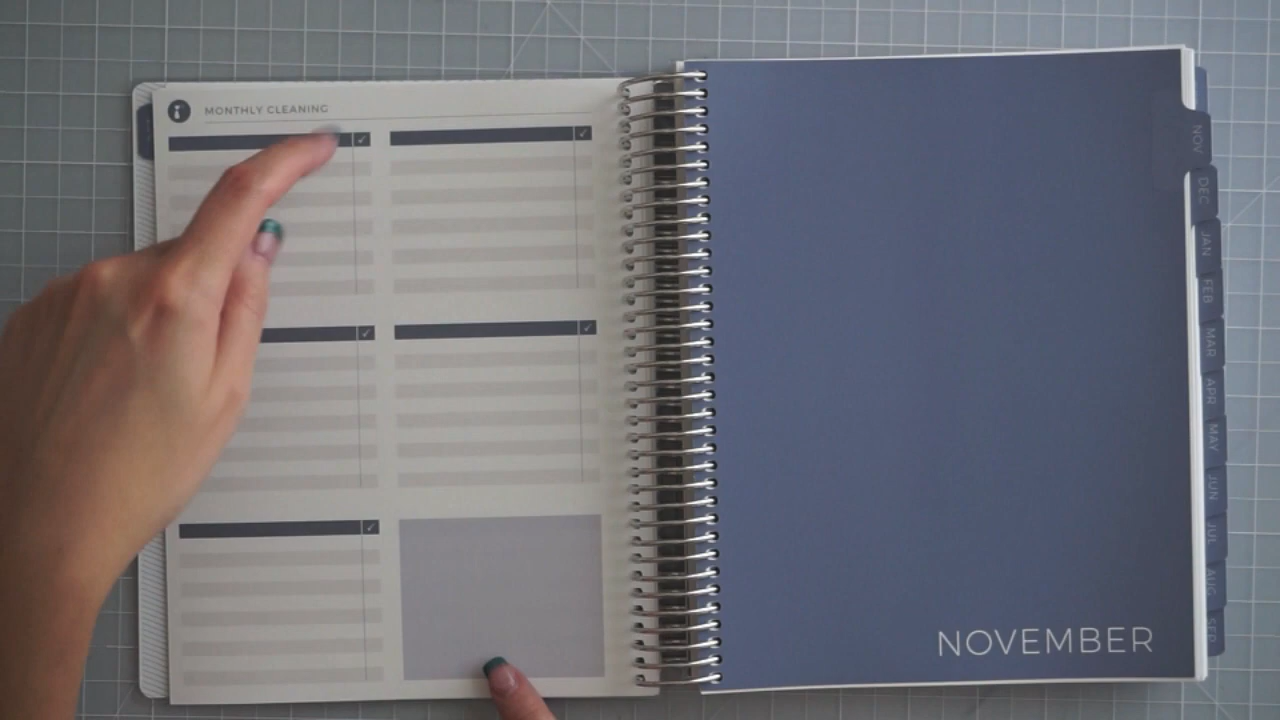 MONTHLY CLEANING
NOVEMBER
NOV
DEC
JAN
FEB
MAR
APR
MAY
JUN
JUL
AUG
SEP